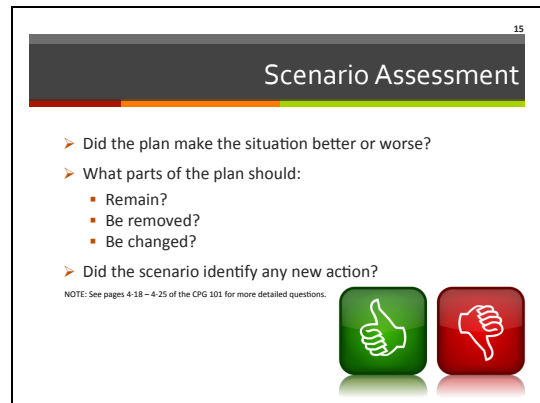 15
Scenario Assessment
➢ Did the plan make the situation better or worse?
➢ What parts of the plan should:
▪ Remain?
▪ Be removed?
▪ Be changed?
➢ Did the scenario identify any new action?
NOTE: See pages 4-18 – 4-25 of the CPG 101 for more detailed questions.